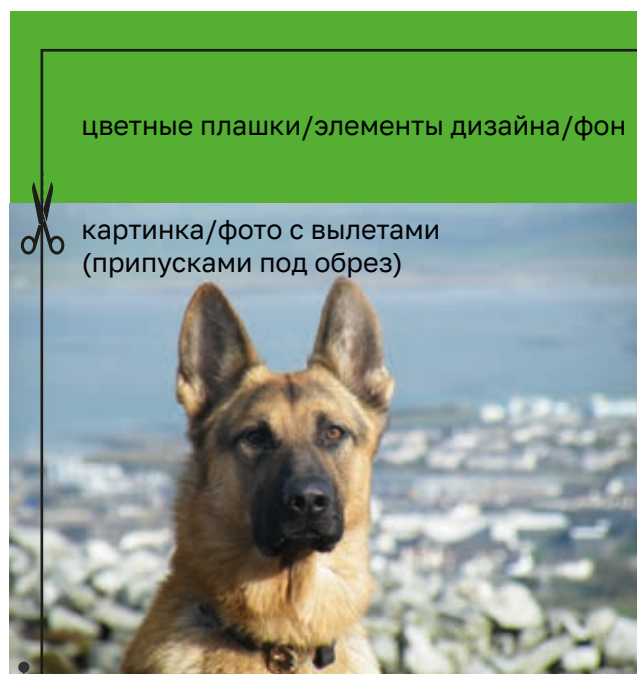 цветные плашки/элементы дизайна/фон
картинка/фото с вылетами
(припусками под обрез)